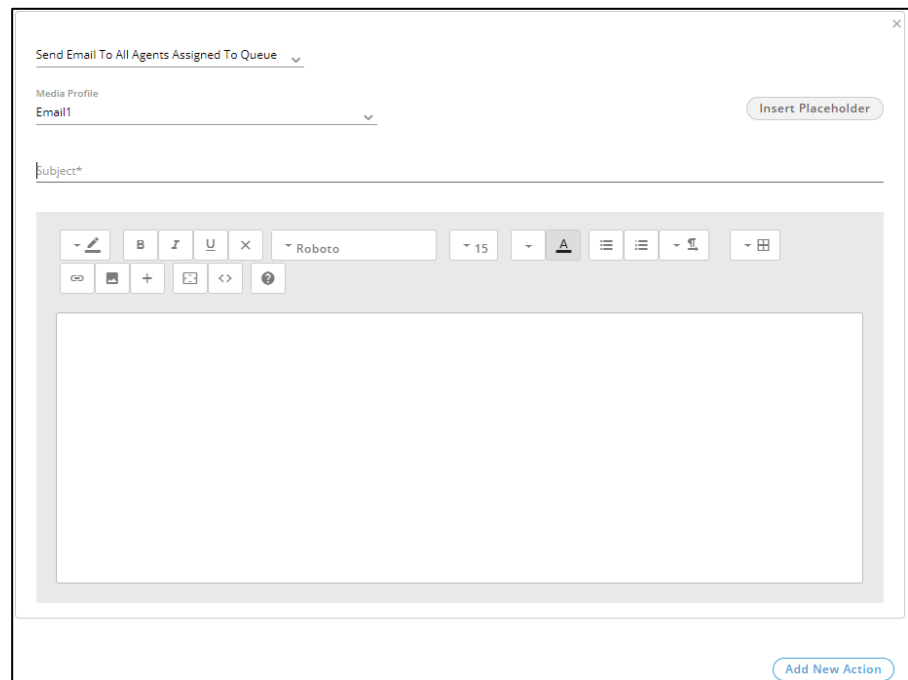 Send Email To All Agents Assigned To Queue
Media Profile
Email1
Insert Placeholder
Subject*
B I U Roboto 15 A
Add New Action